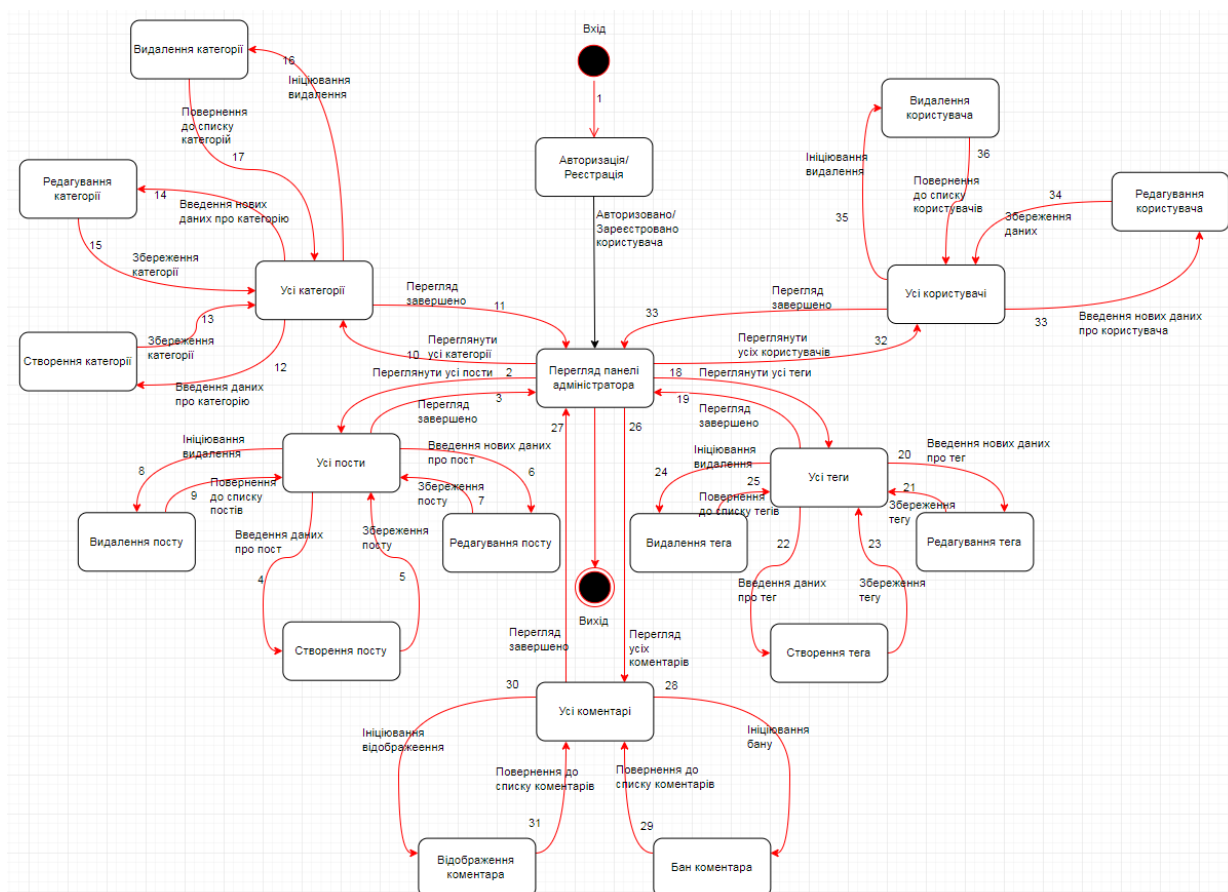 Вхід
1
Авторизація/
Реєстрація
Авторизовано/
Зареєстровано
користувача
Видалення категорії
16
Ініціювання
видалення
Повернення
до списку
категорій
17
Редагування
категорії
14
Введення нових
даних про категорію
15
Збереження
категорії
Усі категорії
Перегляд
завершено
11
13
Створення категорії
Збереження
категорії
12
Введення даних
про категорію
Переглянути
усі категорії
10
Видалення
користувача
36
Ініціювання
видалення
35
Повернення
до списку
користувачів
34
Збереження
даних
Редагування
користувача
Усі користувачі
Перегляд
завершено
33
33
Введення нових даних
про користувача
Переглянути
усіх користувачів
32
Перегляд панелі
адміністратора
Переглянути усі пости
2
18
Переглянути усі теги
3
Перегляд
завершено
27
26
19
Перегляд
завершено
Ініціювання
видалення
8
Усі пости
Введення нових даних
про пост
6
9
Повернення
до списку
постів
Збереження
посту
7
Видалення посту
Введення даних
про пост
4
Збереження
посту
5
Редагування посту
Створення посту
Ініціювання
видалення
24
Усі теги
20
Введення нових даних
про тег
25
Повернення
до списку тегів
21
Збереження
тегу
Видалення тега
22
23
Редагування тега
Введення даних
про тег
Збереження
тегу
Створення тега
Вихід
Перегляд
завершено
Перегляд
усіх
коментарів
30
28
Усі коментарі
Ініціювання
відображеення
Ініціювання
бану
Повернення до
списку коментарів
Повернення до
списку коментарів
31
29
Відображення
коментара
Бан коментара